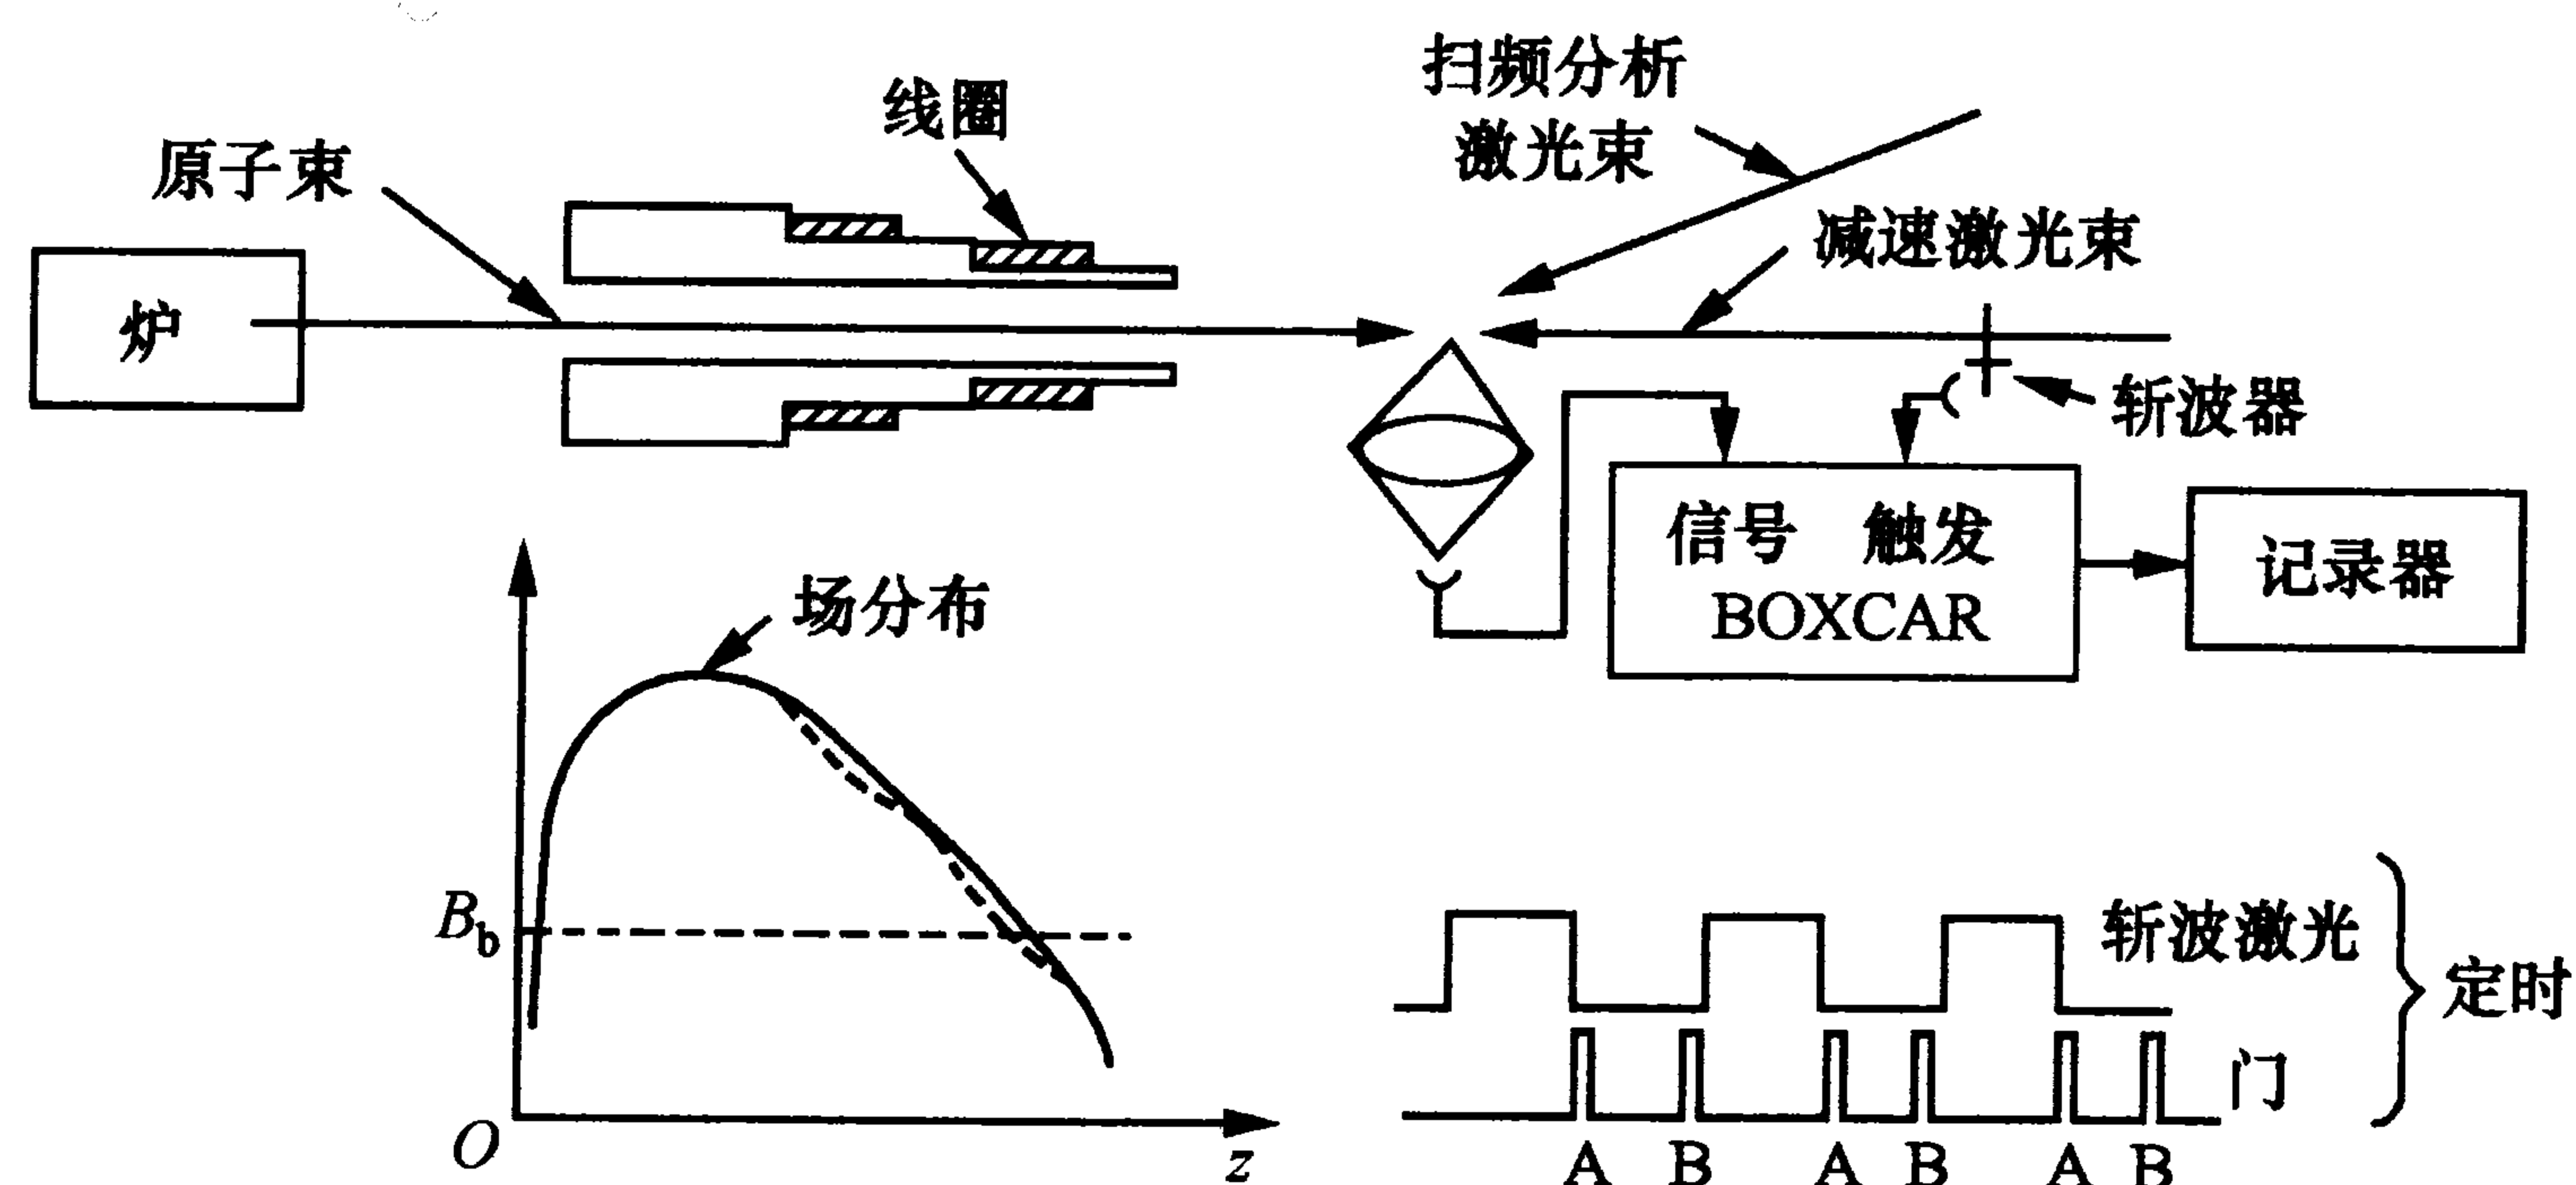 扫频分析
激光束
线圈
原子束
减速激光束
炉
斩波器
信号 触发
BOXCAR
记录器
场分布
B_b
斩波激光
定时
门
O
z
A B A B A B